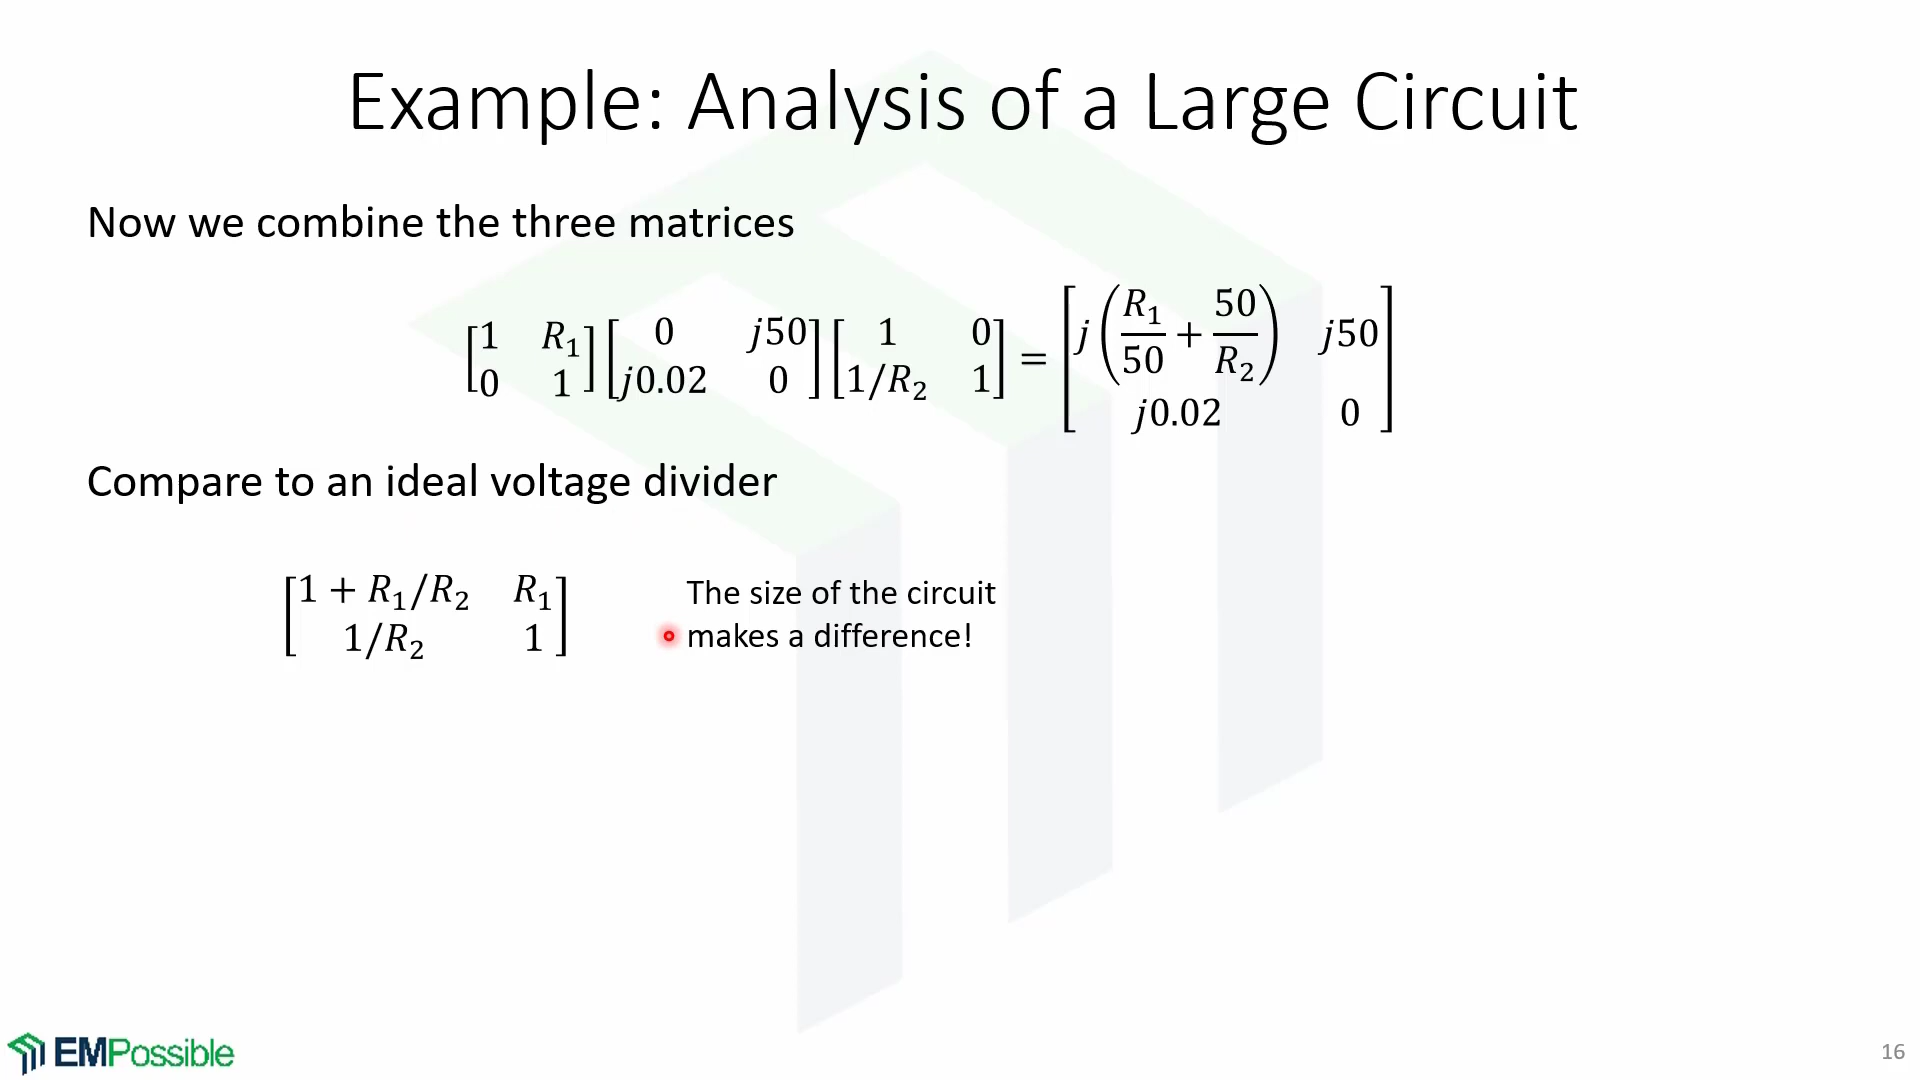 Example: Analysis of a Large Circuit
Now we combine the three matrices
[1 R₁; 0 1] [0 j50; j0.02 0] [1 0; 1/R₂ 1] = [j(R₁/50 + 50/R₂) j50; j0.02 0]
Compare to an ideal voltage divider
[1 + R₁/R₂ R₁; 1/R₂ 1]
The size of the circuit
makes a difference!
EMPossible
16